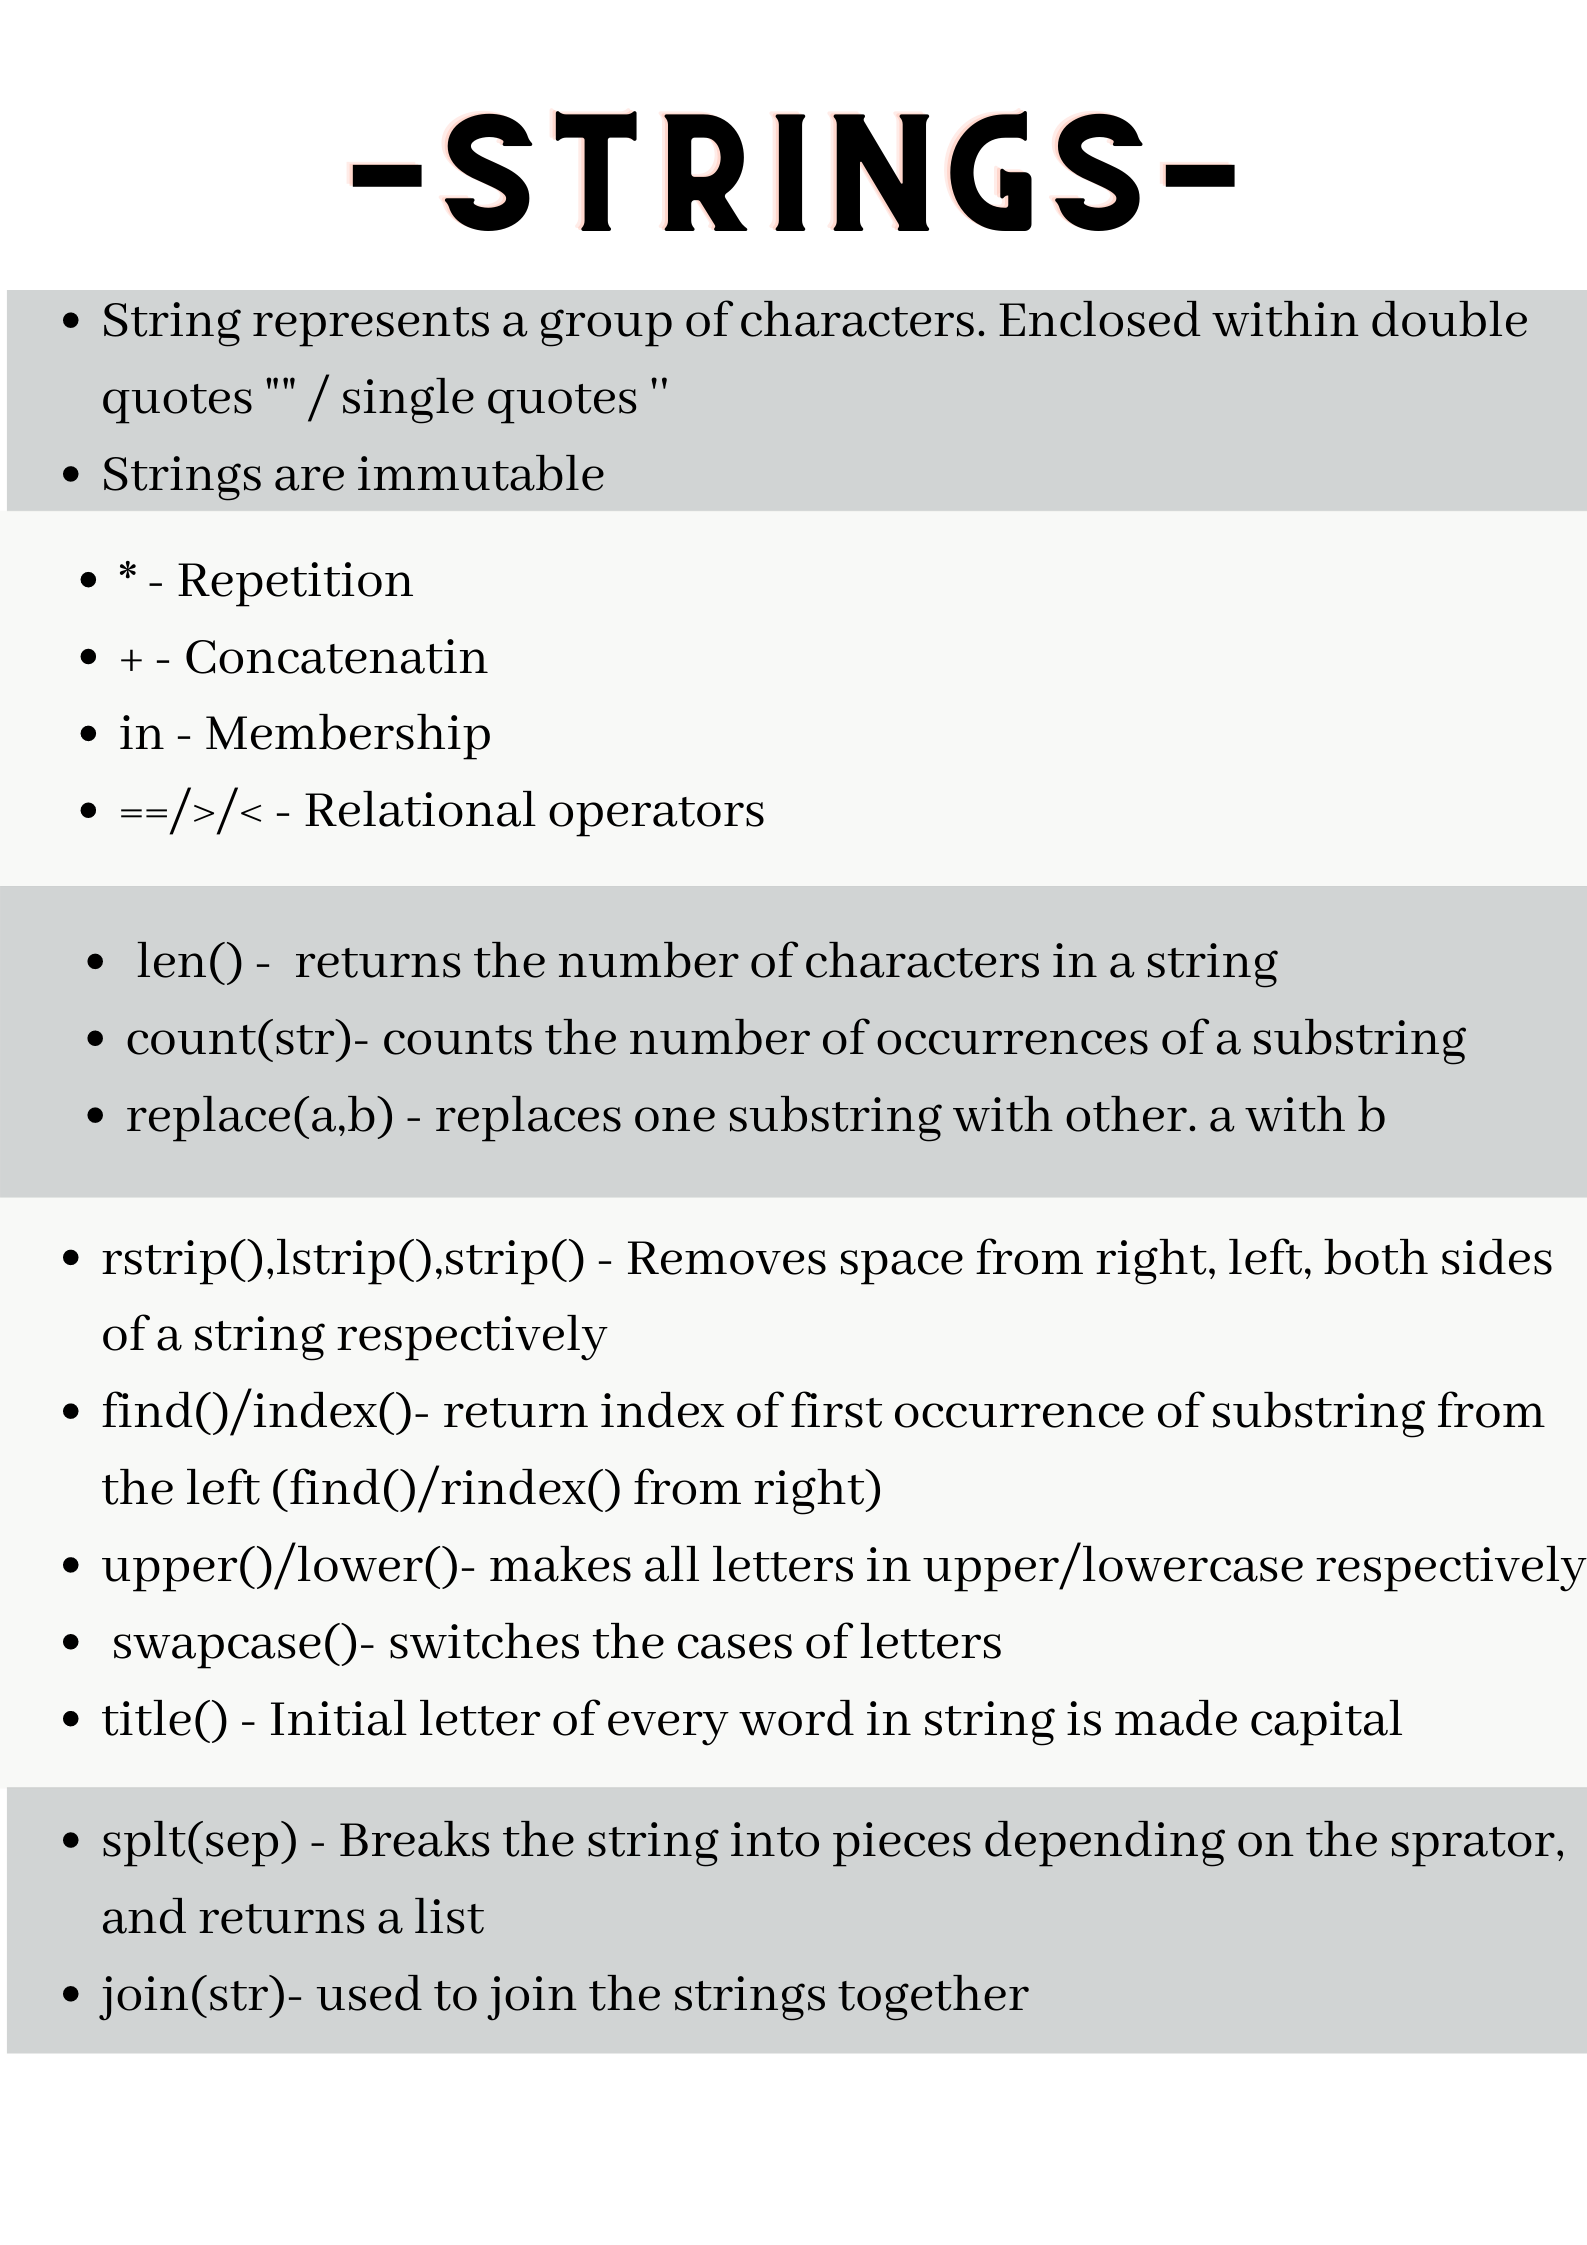 -STRINGS-
• String represents a group of characters. Enclosed within double
quotes "" / single quotes ''
• Strings are immutable
• * - Repetition
• + - Concatenatin
• in - Membership
• ==/>/< - Relational operators
• len() - returns the number of characters in a string
• count(str)- counts the number of occurrences of a substring
• replace(a,b) - replaces one substring with other. a with b
• rstrip(),lstrip(),strip() - Removes space from right, left, both sides
of a string respectively
• find()/index()- return index of first occurrence of substring from
the left (find()/rindex() from right)
• upper()/lower()- makes all letters in upper/lowercase respectively
• swapcase()- switches the cases of letters
• title() - Initial letter of every word in string is made capital
• splt(sep) - Breaks the string into pieces depending on the sprator,
and returns a list
• join(str)- used to join the strings together